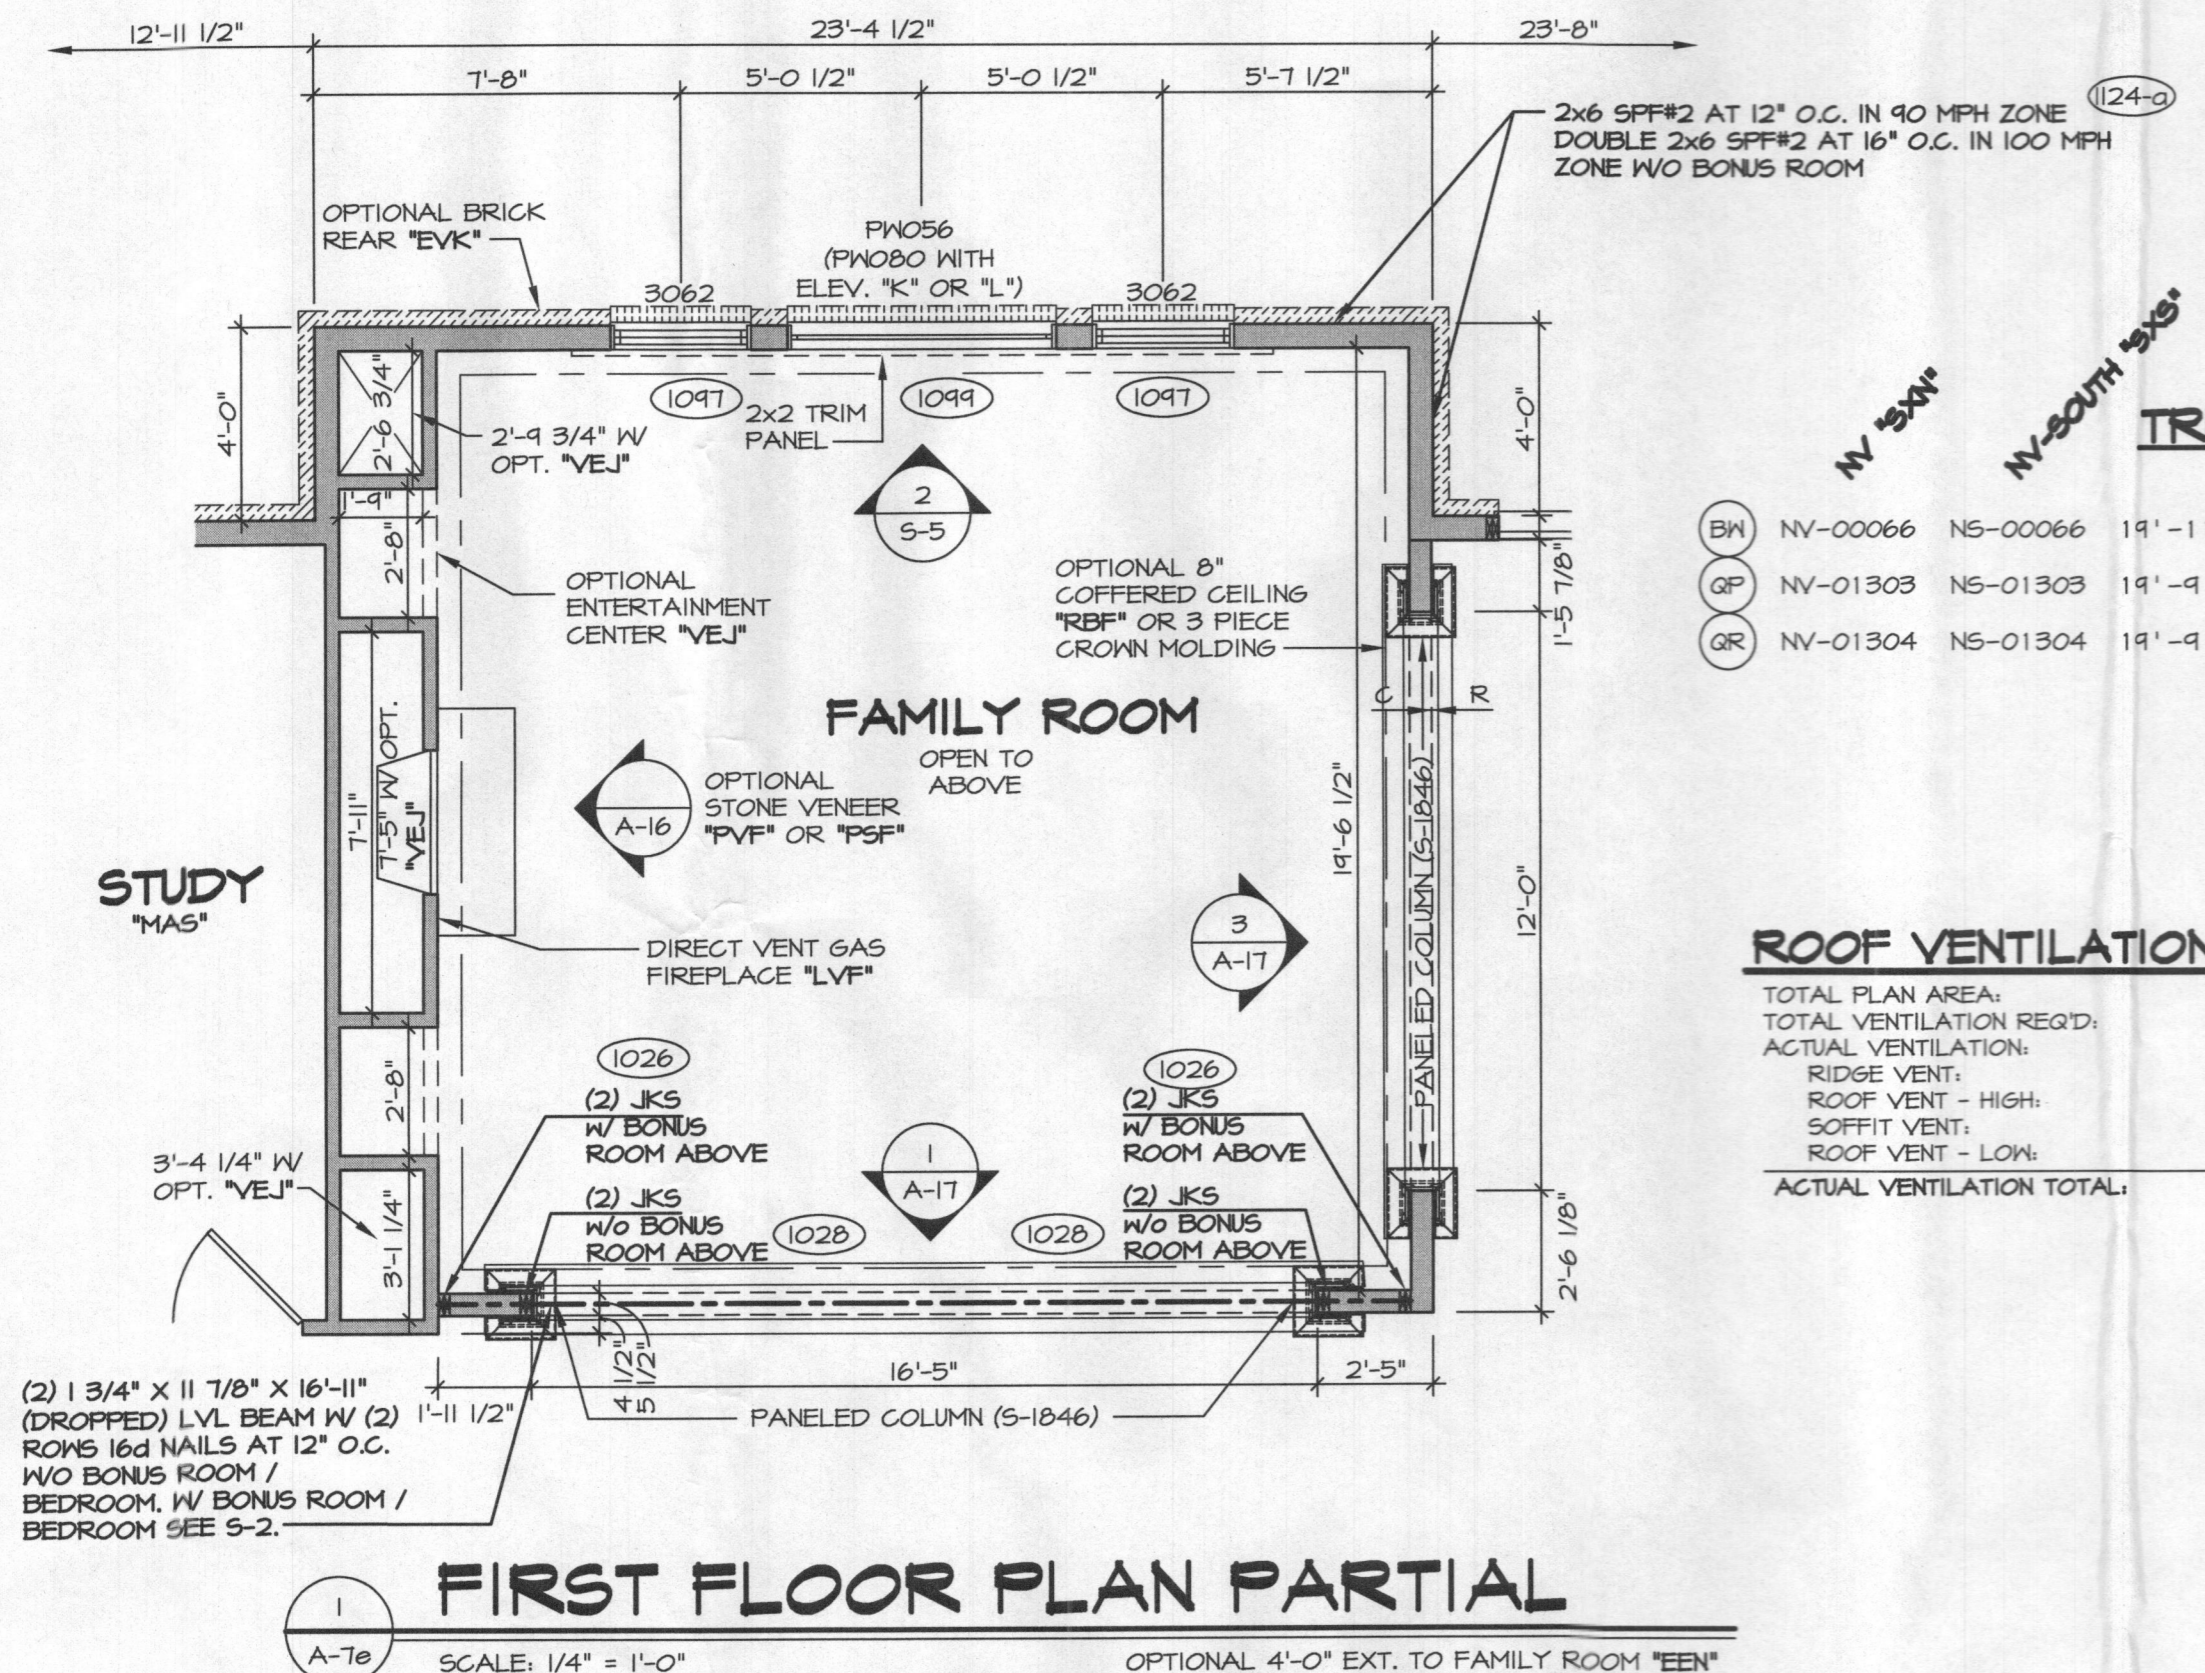 12'-11 1/2"
23'-4 1/2"
23'-8"
7'-8"
5'-0 1/2"
5'-0 1/2"
5'-7 1/2"
1124-a
2x6 SPF#2 AT 12" O.C. IN 90 MPH ZONE
DOUBLE 2x6 SPF#2 AT 16" O.C. IN 100 MPH
ZONE W/O BONUS ROOM
OPTIONAL BRICK
REAR "EVK"
PW056
(PW080 WITH
ELEV. "K" OR "L")
3062
3062
4'-0"
2'-6 3/4"
2'-9 3/4" W/
OPT. "VEJ"
1097
2x2 TRIM
PANEL
1099
1097
4'-0"
NV "SXN"
NV-SOUTH "SXS"
TR
2
S-5
1'-9"
2'-8"
OPTIONAL
ENTERTAINMENT
CENTER "VEJ"
OPTIONAL 8"
COFFERED CEILING
"RBF" OR 3 PIECE
CROWN MOLDING
1'-5 7/8"
BW NV-00066 NS-00066 19'-1
QP NV-01303 NS-01303 19'-9
QR NV-01304 NS-01304 19'-9
C
R
FAMILY ROOM
OPEN TO
ABOVE
7'-11"
7'-5" W/ OPT.
"VEJ"
A-16
OPTIONAL
STONE VENEER
"PVF" OR "PSF"
19'-6 1/2"
PANELED COLUMN (S-1846)
12'-0"
STUDY
"MAS"
DIRECT VENT GAS
FIREPLACE "LVF"
3
A-17
ROOF VENTILATION
TOTAL PLAN AREA:
TOTAL VENTILATION REQ'D:
ACTUAL VENTILATION:
RIDGE VENT:
ROOF VENT - HIGH:
SOFFIT VENT:
ROOF VENT - LOW:
ACTUAL VENTILATION TOTAL:
2'-8"
1026
(2) JKS
W/ BONUS
ROOM ABOVE
(2) JKS
W/O BONUS
ROOM ABOVE
1028
1
A-17
1026
(2) JKS
W/ BONUS
ROOM ABOVE
1028
(2) JKS
W/O BONUS
ROOM ABOVE
3'-4 1/4" W/
OPT. "VEJ"
3'-1 1/4"
2'-6 1/8"
4 1/2"
5 1/2"
16'-5"
2'-5"
1'-11 1/2"
PANELED COLUMN (S-1846)
(2) 1 3/4" X 11 7/8" X 16'-11"
(DROPPED) LVL BEAM W/ (2)
ROWS 16d NAILS AT 12" O.C.
W/O BONUS ROOM /
BEDROOM. W/ BONUS ROOM /
BEDROOM SEE S-2.
1
A-7e
FIRST FLOOR PLAN PARTIAL
SCALE: 1/4" = 1'-0"
OPTIONAL 4'-0" EXT. TO FAMILY ROOM "EEN"